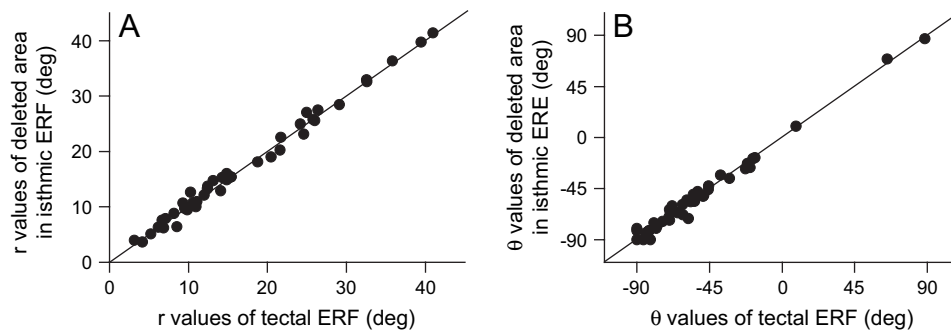 A
r values of deleted area
in isthmic ERF (deg)
40
30
20
10
0
0
10
20
30
40
r values of tectal ERF (deg)
B
θ values of deleted area
in isthmic ERE (deg)
90
45
0
-45
-90
-90
-45
0
45
90
θ values of tectal ERF (deg)